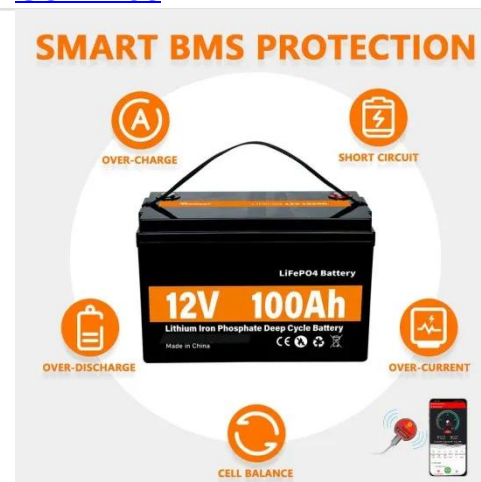 SMART BMS PROTECTION
OVER-CHARGE
SHORT CIRCUIT
LiFePO4 Battery
12V 100Ah
Lithium Iron Phosphate Deep Cycle Battery
Made in China
CE
OVER-DISCHARGE
OVER-CURRENT
CELL BALANCE